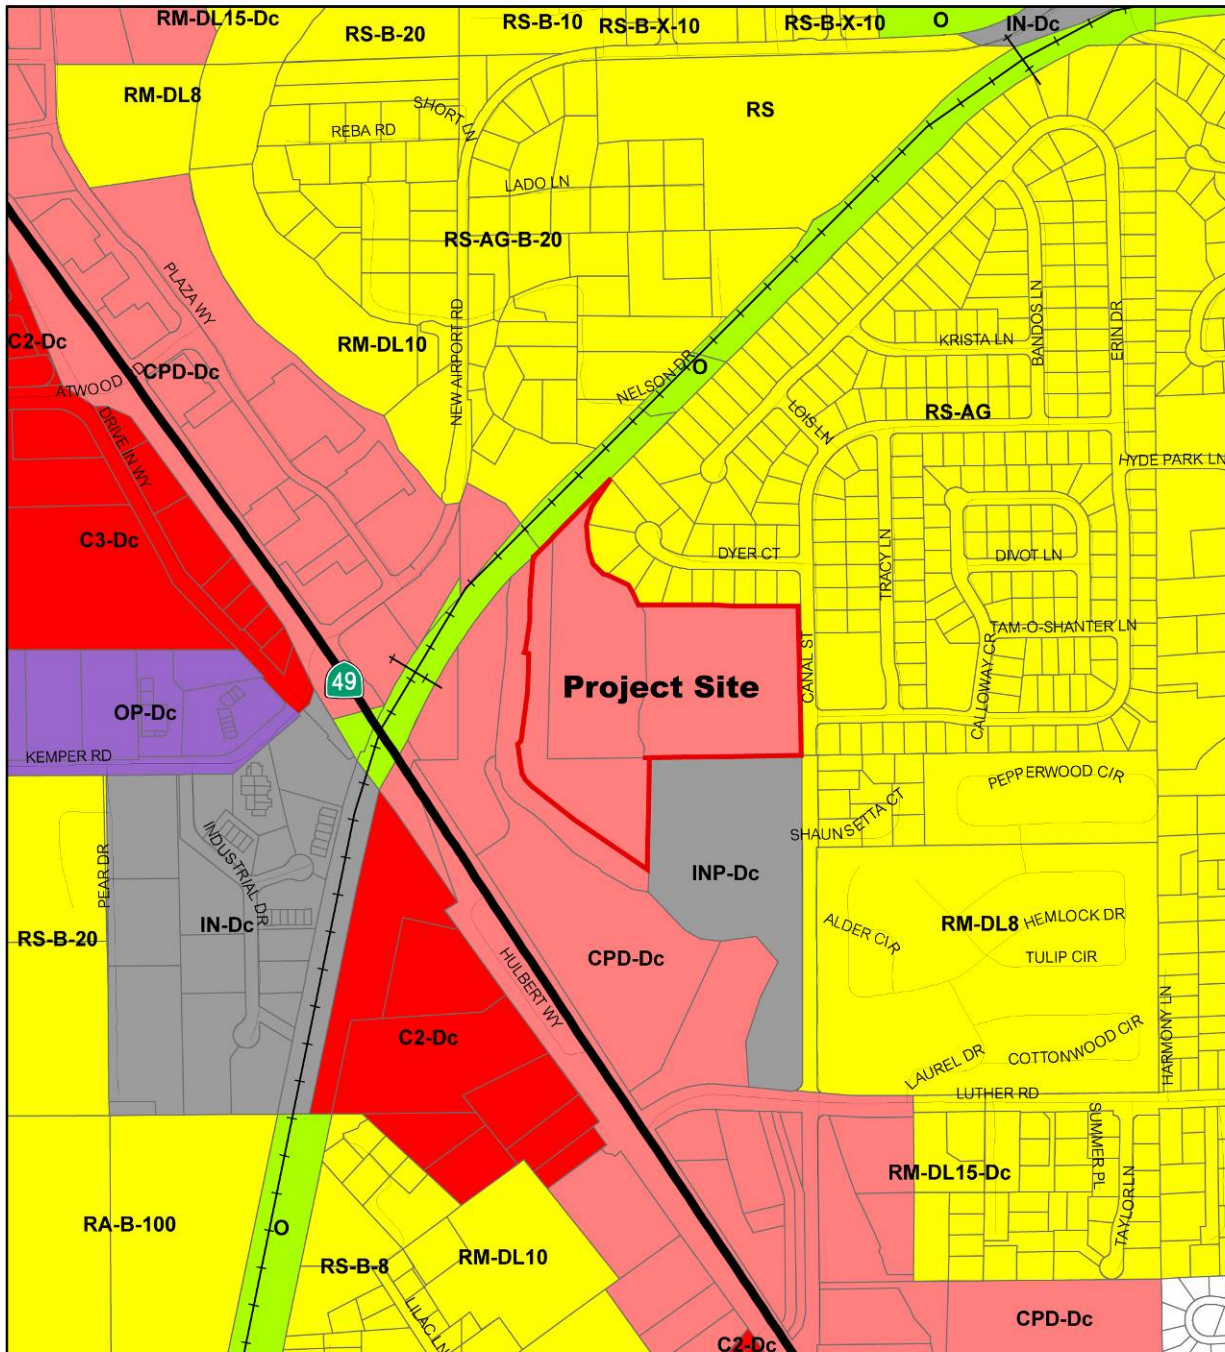 RM-DL15-Dc
RS-B-20
RS-B-10
RS-B-X-10
RS-B-X-10
O
IN-Dc
RM-DL8
SHORT LN
RS
REBA RD
LADO LN
RS-AG-B-20
PLAZA WY
NEW AIRPORT RD
BANDOS LN
ERIN DR
C2-Dc
RM-DL10
KRISTA LN
CPD-Dc
NELSON DR
O
ATWOOD
DRIVE IN WY
LOIS LN
RS-AG
HYDE PARK LN
C3-Dc
DYER CT
TRACY LN
DIVOT LN
TAM-O-SHANTER LN
CANAL ST
CALLOWAY CR
Project Site
49
OP-Dc
KEMPER RD
PEPPERWOOD CIR
SHAUN SETTA CT
PEAR DR
INDUSTRIAL DR
INP-Dc
IN-Dc
ALDER CIR
RM-DL8
HEMLOCK DR
RS-B-20
CPD-Dc
TULIP CIR
HULBERT WY
HARMONY LN
C2-Dc
LAUREL DR
COTTONWOOD CIR
LUTHER RD
SUMMER PL
RM-DL15-Dc
TAYLOR LN
RA-B-100
O
RS-B-8
RM-DL10
LILAC LN
CPD-Dc
C2-Dc